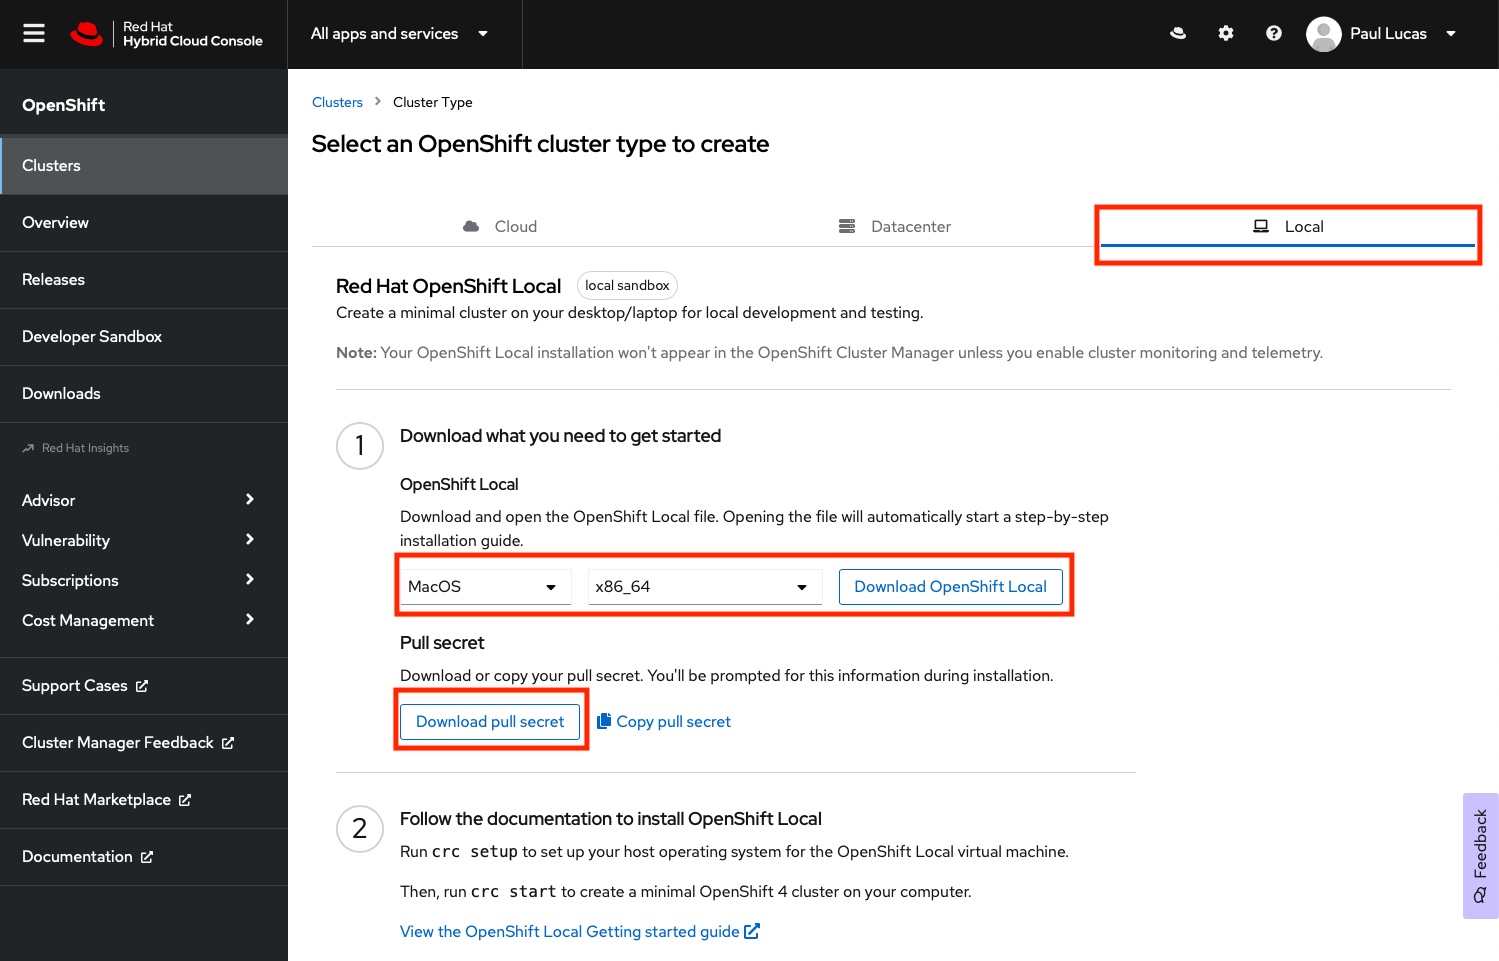 Red Hat
Hybrid Cloud Console
All apps and services
Paul Lucas
OpenShift
Clusters
Overview
Releases
Developer Sandbox
Downloads
Red Hat Insights
Advisor
Vulnerability
Subscriptions
Cost Management
Support Cases
Cluster Manager Feedback
Red Hat Marketplace
Documentation
Clusters > Cluster Type
Select an OpenShift cluster type to create
Cloud
Datacenter
Local
Red Hat OpenShift Local local sandbox
Create a minimal cluster on your desktop/laptop for local development and testing.
Note: Your OpenShift Local installation won't appear in the OpenShift Cluster Manager unless you enable cluster monitoring and telemetry.
1 Download what you need to get started
OpenShift Local
Download and open the OpenShift Local file. Opening the file will automatically start a step-by-step
installation guide.
MacOS x86_64 Download OpenShift Local
Pull secret
Download or copy your pull secret. You'll be prompted for this information during installation.
Download pull secret Copy pull secret
2 Follow the documentation to install OpenShift Local
Run crc setup to set up your host operating system for the OpenShift Local virtual machine.
Then, run crc start to create a minimal OpenShift 4 cluster on your computer.
View the OpenShift Local Getting started guide
Feedback